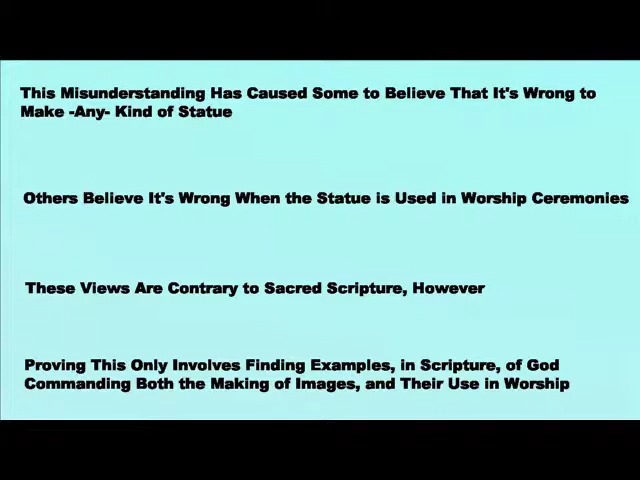 This Misunderstanding Has Caused Some to Believe That It's Wrong to
Make -Any- Kind of Statue
Others Believe It's Wrong When the Statue is Used in Worship Ceremonies
These Views Are Contrary to Sacred Scripture, However
Proving This Only Involves Finding Examples, in Scripture, of God
Commanding Both the Making of Images, and Their Use in Worship